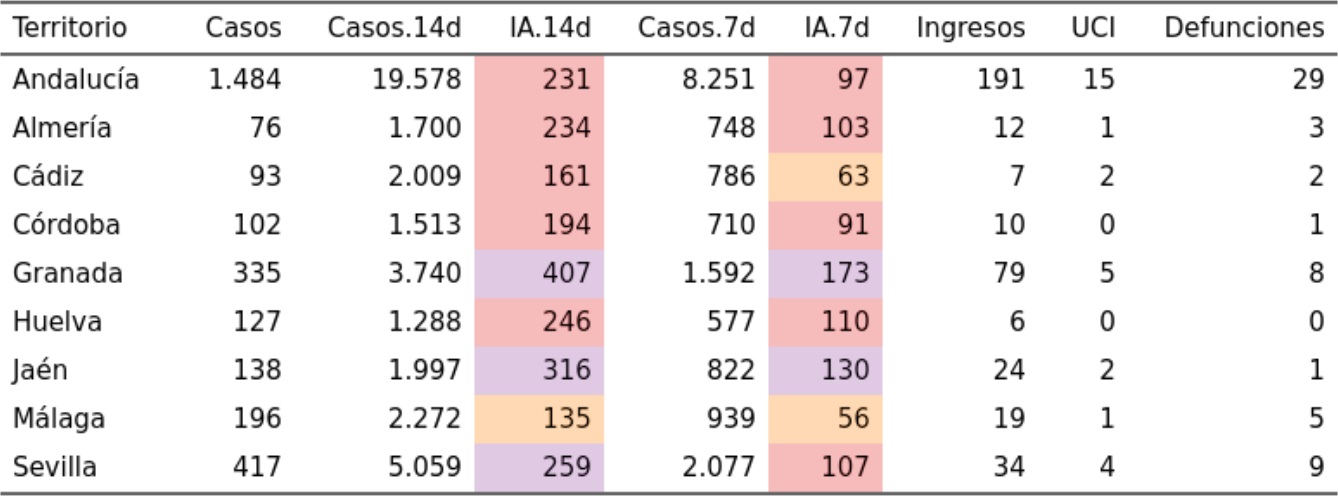 Territorio Casos Casos.14d IA.14d Casos.7d IA.7d Ingresos UCI Defunciones
Andalucía 1.484 19.578 231 8.251 97 191 15 29
Almería 76 1.700 234 748 103 12 1 3
Cádiz 93 2.009 161 786 63 7 2 2
Córdoba 102 1.513 194 710 91 10 0 1
Granada 335 3.740 407 1.592 173 79 5 8
Huelva 127 1.288 246 577 110 6 0 0
Jaén 138 1.997 316 822 130 24 2 1
Málaga 196 2.272 135 939 56 19 1 5
Sevilla 417 5.059 259 2.077 107 34 4 9